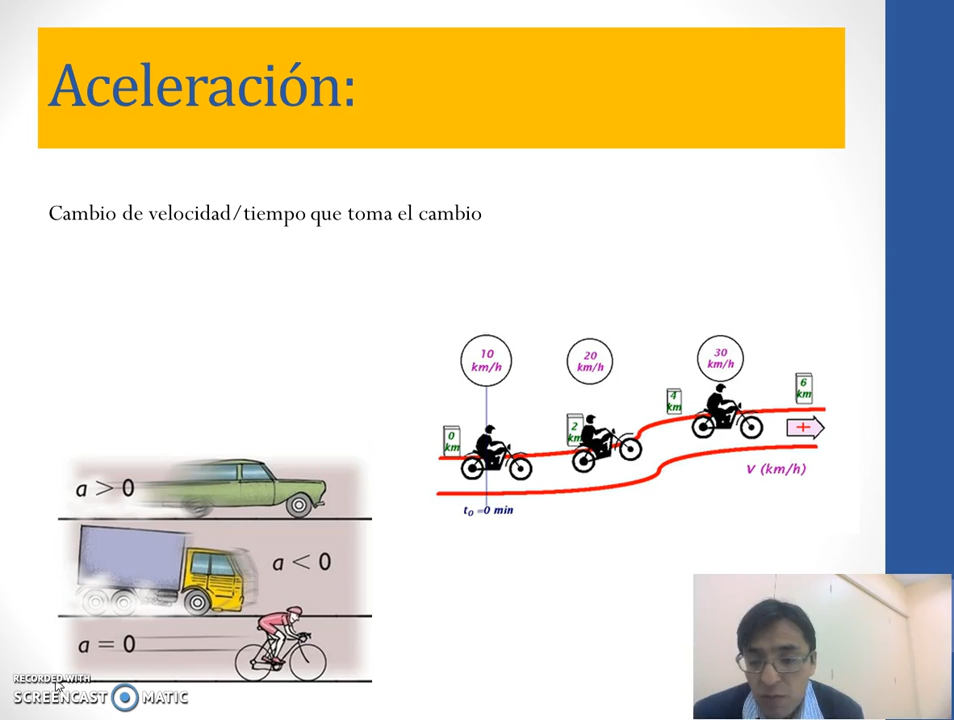 Aceleración:
Cambio de velocidad/tiempo que toma el cambio
10 km/h
20 km/h
30 km/h
0 km
2 km
4 km
6 km
+
V (km/h)
t₀ =0 min
a > 0
a < 0
a = 0
RECORDED WITH
SCREENCAST MATIC